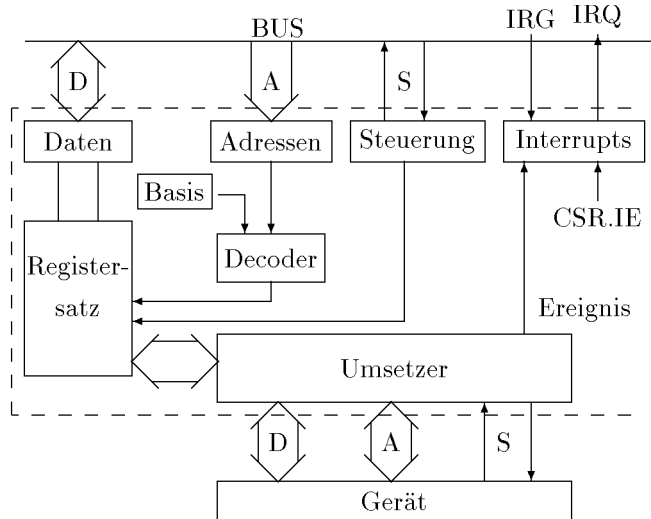 BUS
IRG
IRQ
D
A
S
Daten
Adressen
Steuerung
Interrupts
Basis
CSR.IE
Register-
satz
Decoder
Ereignis
Umsetzer
D
A
S
Gerät